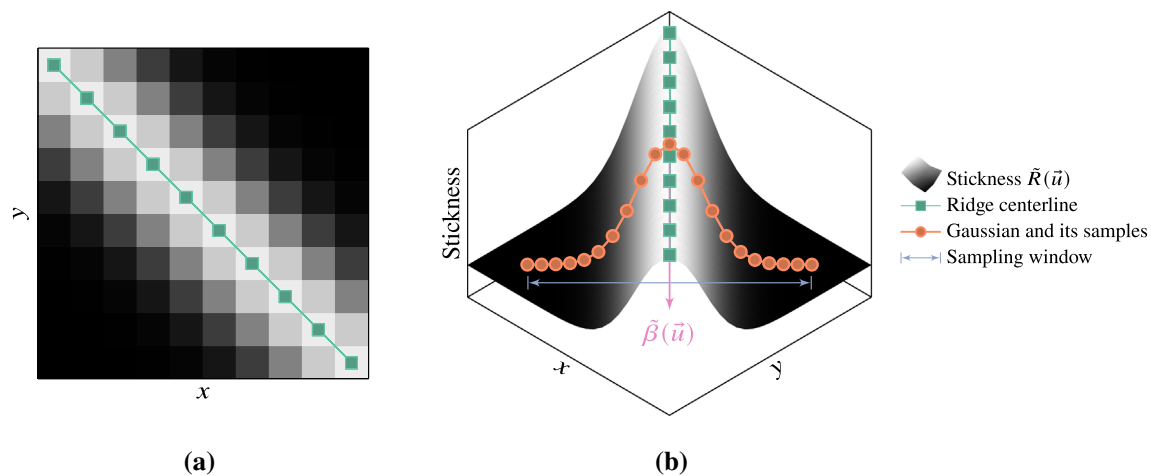 y
x
(a)
Stickness
β̃(u⃗)
x
y
(b)
Stickness R̃(u⃗)
Ridge centerline
Gaussian and its samples
Sampling window